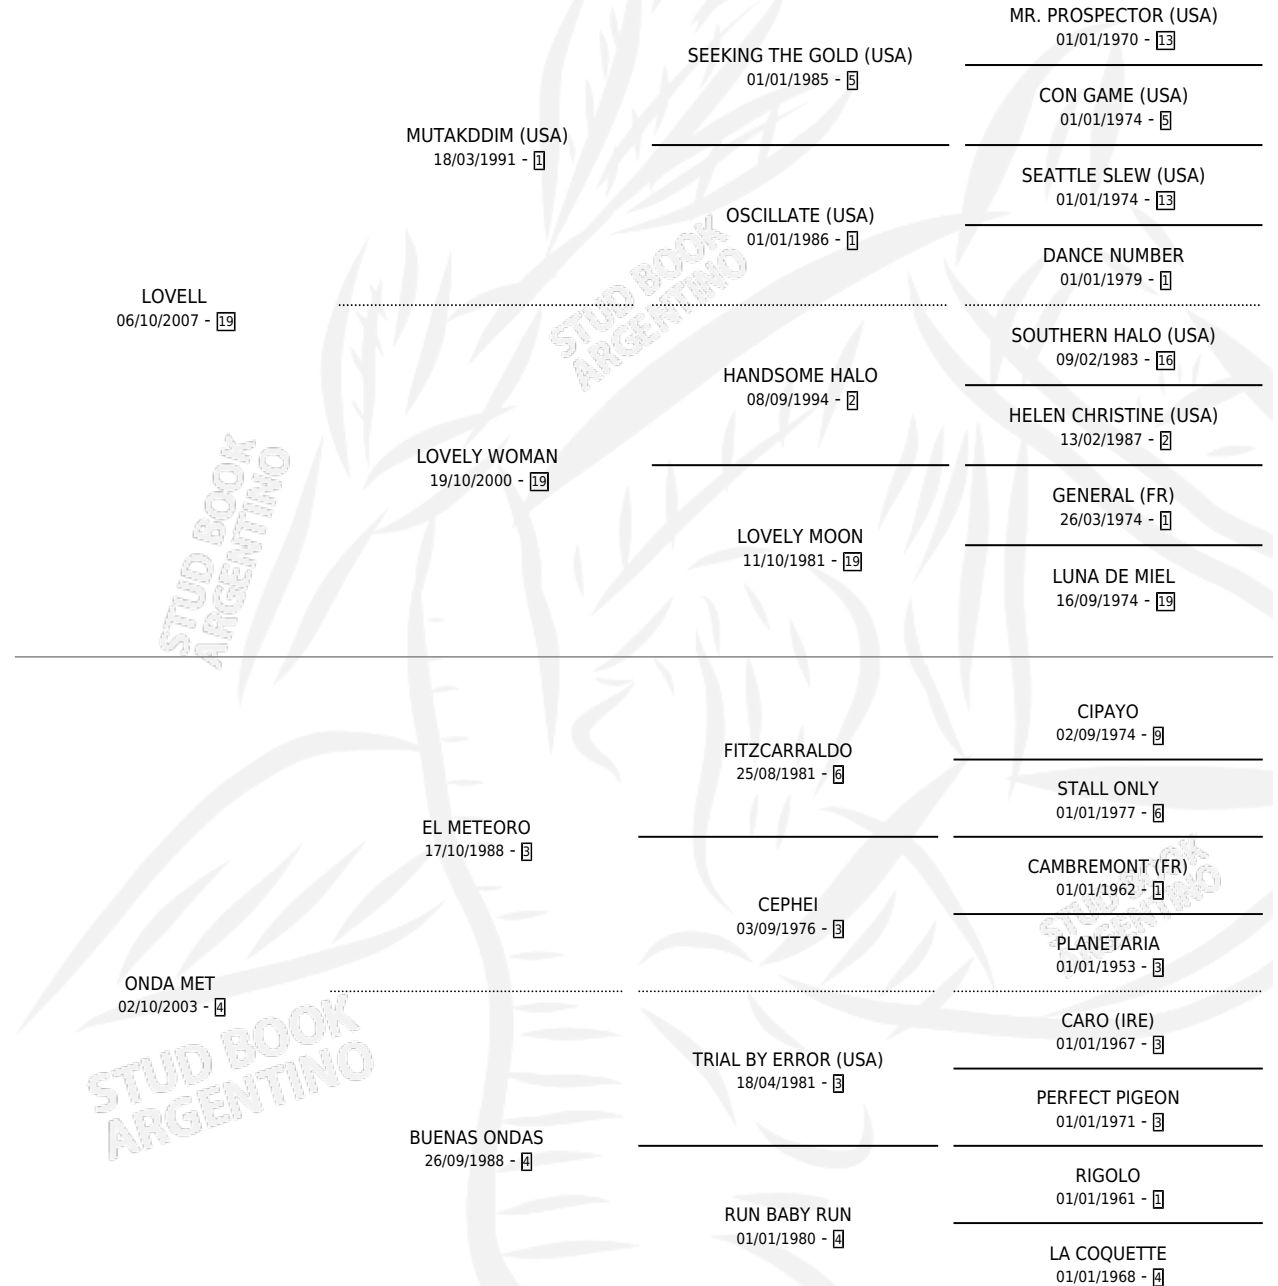 MR. PROSPECTOR (USA)
01/01/1970 - 13
SEEKING THE GOLD (USA)
01/01/1985 - 5
CON GAME (USA)
01/01/1974 - 5
MUTAKDDIM (USA)
18/03/1991 - 1
SEATTLE SLEW (USA)
01/01/1974 - 13
OSCILLATE (USA)
01/01/1986 - 1
DANCE NUMBER
01/01/1979 - 1
LOVELL
06/10/2007 - 19
SOUTHERN HALO (USA)
09/02/1983 - 16
HANDSOME HALO
08/09/1994 - 2
HELEN CHRISTINE (USA)
13/02/1987 - 2
LOVELY WOMAN
19/10/2000 - 19
GENERAL (FR)
26/03/1974 - 1
LOVELY MOON
11/10/1981 - 19
LUNA DE MIEL
16/09/1974 - 19
CIPAYO
02/09/1974 - 9
FITZCARRALDO
25/08/1981 - 6
STALL ONLY
01/01/1977 - 6
EL METEORO
17/10/1988 - 3
CAMBREMONT (FR)
01/01/1962 - 1
CEPHEI
03/09/1976 - 3
PLANETARIA
01/01/1953 - 3
ONDA MET
02/10/2003 - 4
CARO (IRE)
01/01/1967 - 3
TRIAL BY ERROR (USA)
18/04/1981 - 3
PERFECT PIGEON
01/01/1971 - 3
BUENAS ONDAS
26/09/1988 - 4
RIGOLO
01/01/1961 - 1
RUN BABY RUN
01/01/1980 - 4
LA COQUETTE
01/01/1968 - 4
STUD BOOK
ARGENTINO
STUD BOOK
ARGENTINO
STUD BOOK
ARGENTINO
STUD BOOK
ARGENTINO